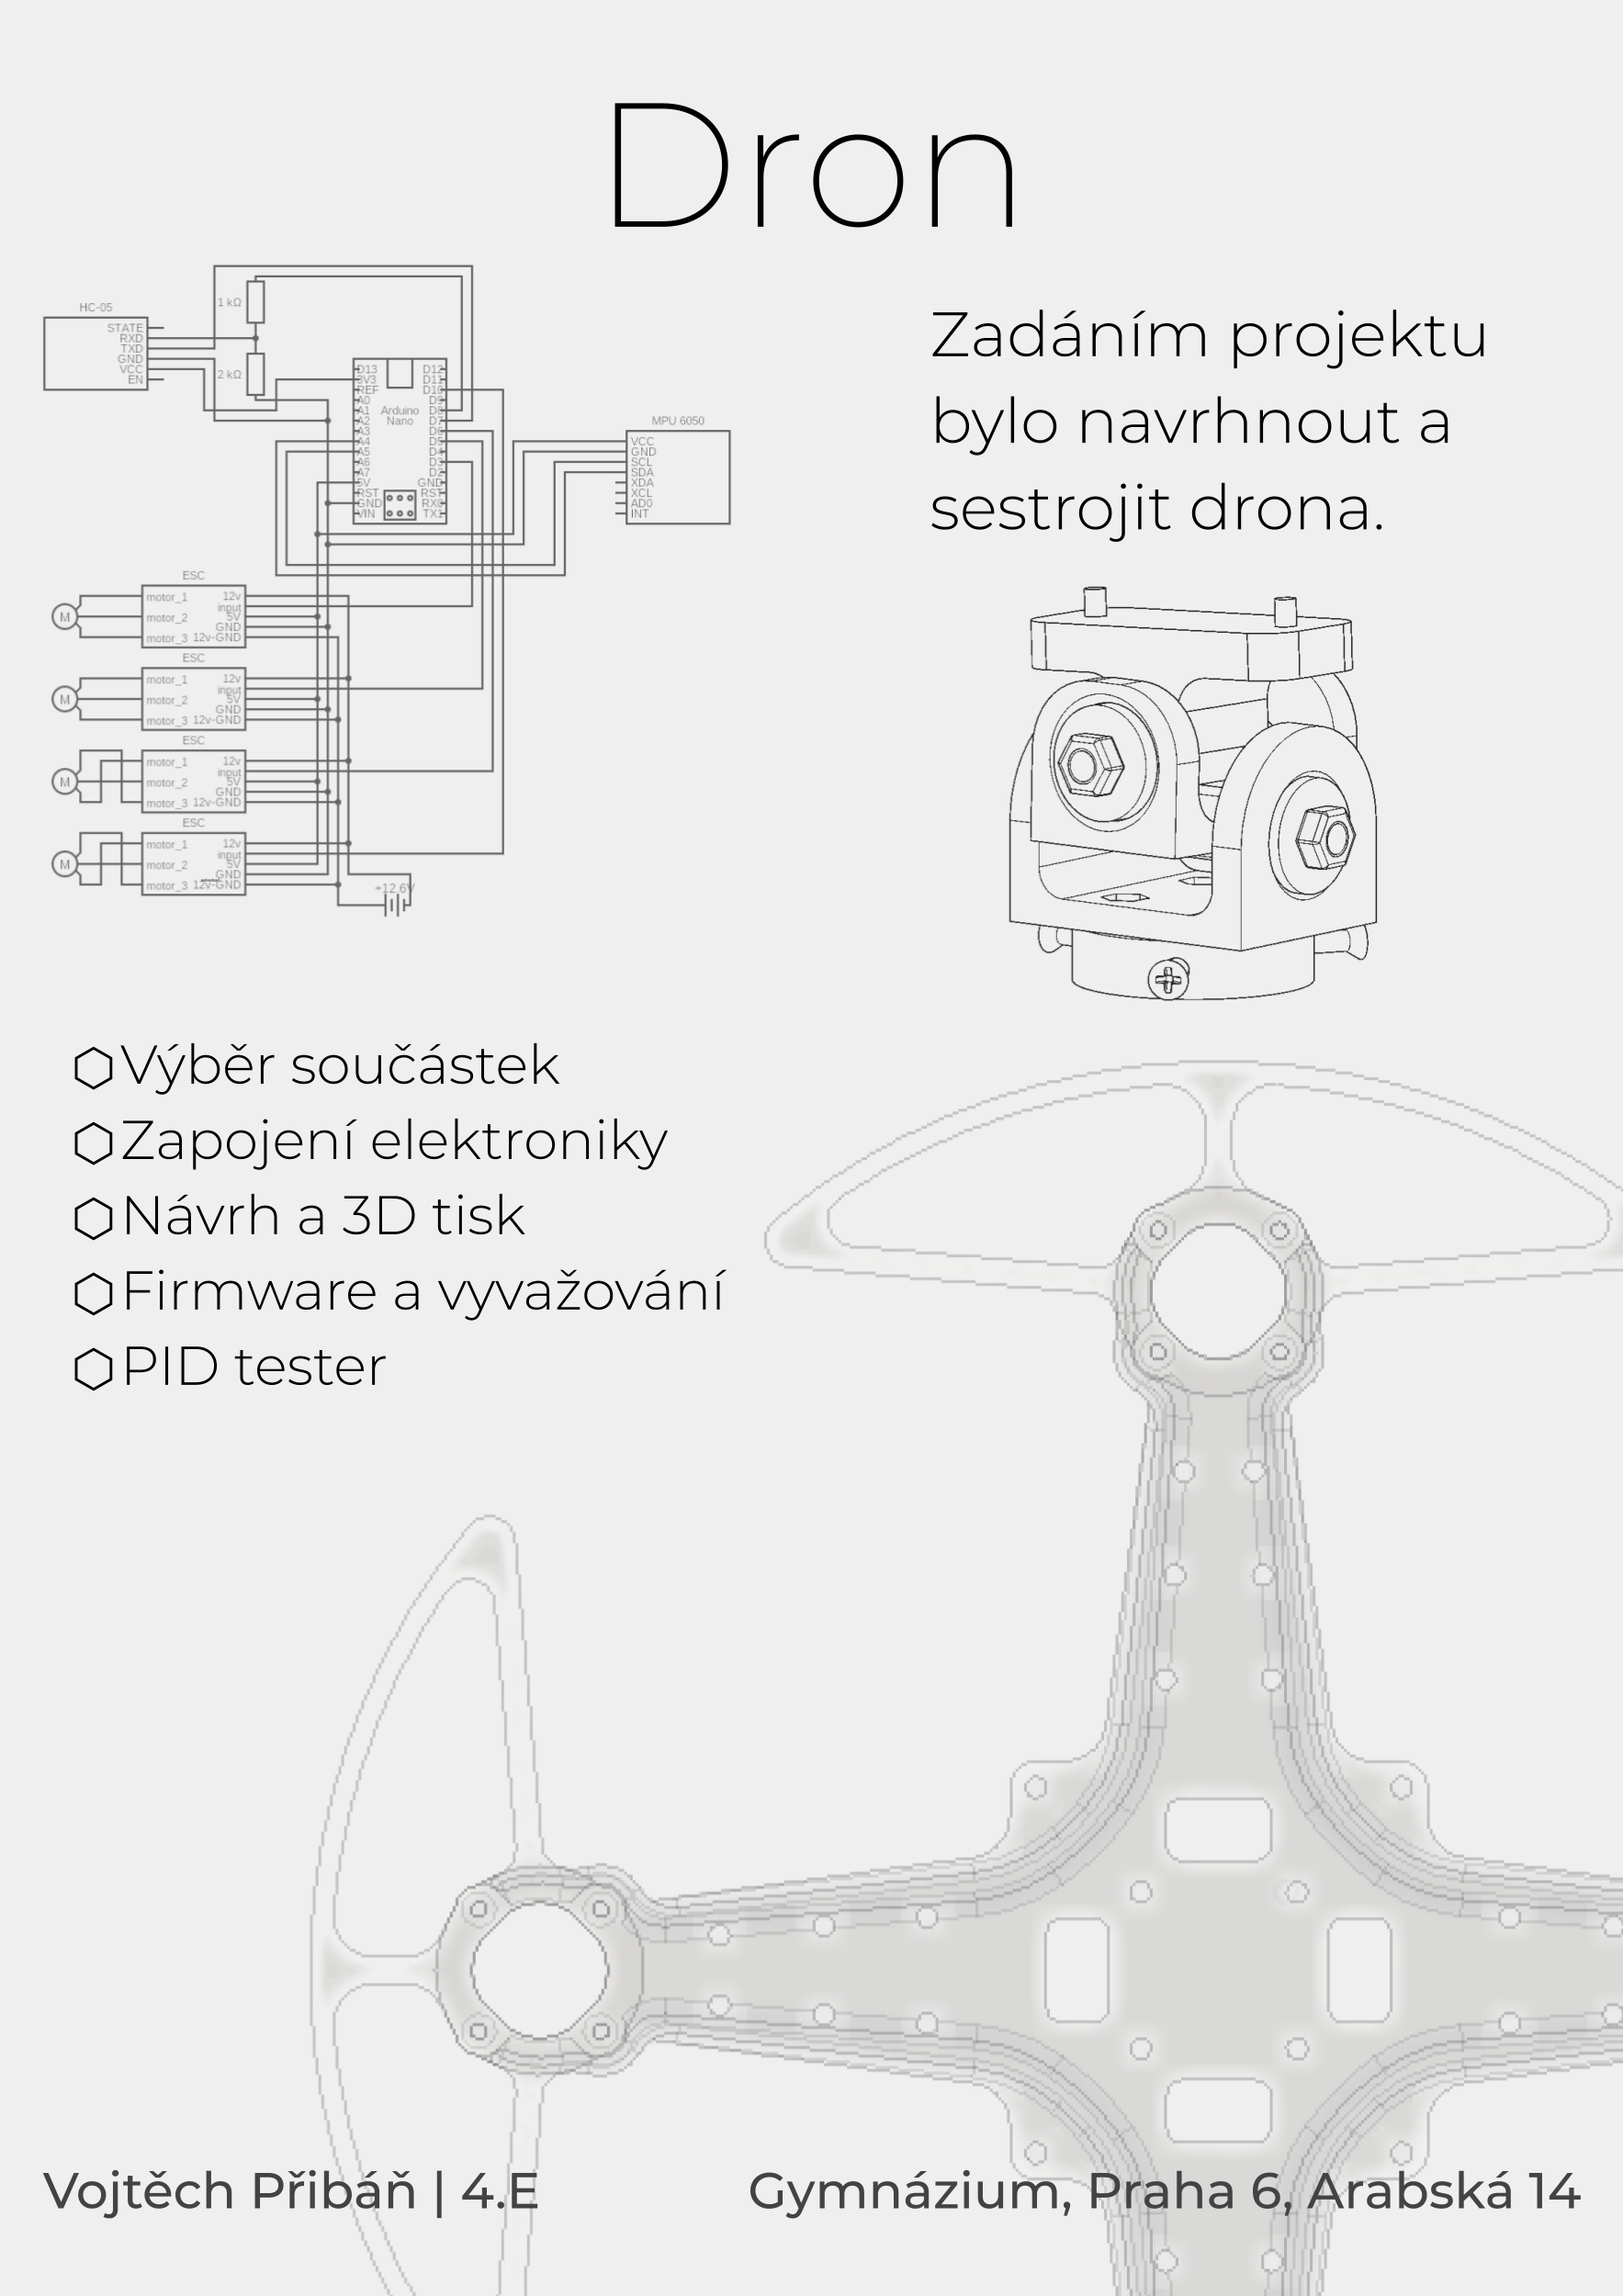 Dron
HC-05
STATE
RXD
TXD
GND
VCC
EN
1 kΩ
2 kΩ
D13
3V3
REF
A0
A1
A2
A3
A4
A5
A6
A7
5V
RST
GND
VIN
Arduino
Nano
D12
D11
D10
D9
D8
D7
D6
D5
D4
D3
D2
GND
RST
RX0
TX1
MPU 6050
VCC
GND
SCL
SDA
XDA
XCL
AD0
INT
Zadáním projektu
bylo navrhnout a
sestrojit drona.
ESC
M
motor_1
motor_2
motor_3
12v
input
5V
GND
12v-GND
ESC
M
motor_1
motor_2
motor_3
12v
input
5V
GND
12v-GND
ESC
M
motor_1
motor_2
motor_3
12v
input
5V
GND
12v-GND
ESC
M
motor_1
motor_2
motor_3
12v
input
5V
GND
12v-GND
+12.6V
Výběr součástek
Zapojení elektroniky
Návrh a 3D tisk
Firmware a vyvažování
PID tester
Vojtěch Přibáň | 4.E
Gymnázium, Praha 6, Arabská 14